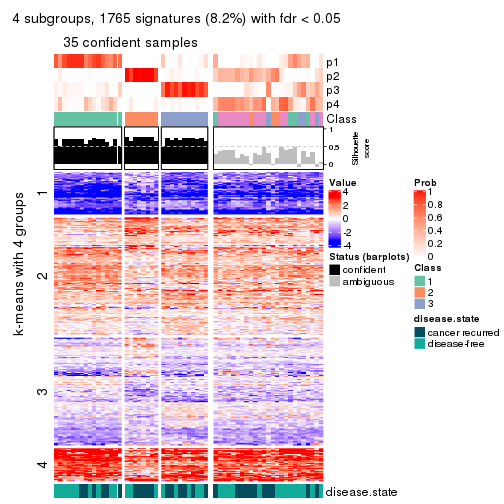 4 subgroups, 1765 signatures (8.2%) with fdr < 0.05
35 confident samples
p1
p2
p3
p4
Class
1
0.5
0
Silhouette
score
k-means with 4 groups
1
2
3
4
disease.state
Value
4
2
0
-2
-4
Status (barplots)
confident
ambiguous
Prob
1
0.8
0.6
0.4
0.2
0
Class
1
2
3
disease.state
cancer recurred
disease-free